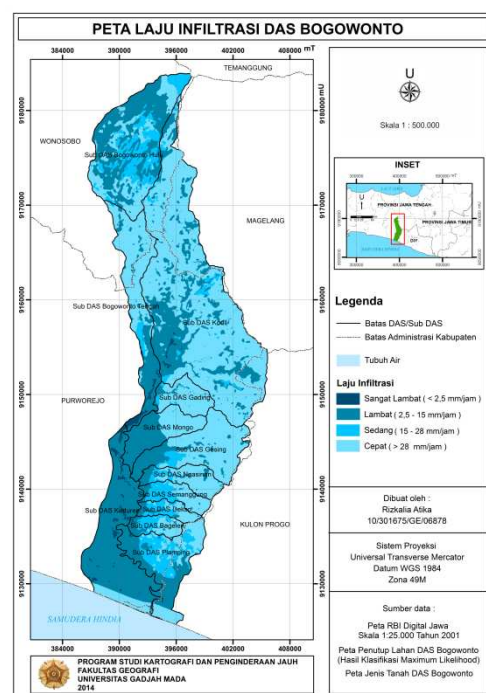 PETA LAJU INFILTRASI DAS BOGOWONTO
384000 390000 396000 402000 408000 mT
TEMANGGUNG
mU
9180000
WONOSOBO
Sub DAS Bogowonto Hulu
9170000
MAGELANG
9160000
Sub DAS Bogowonto Tengah
Sub DAS Kodil
9150000
PURWOREJO
Sub DAS Gading
Sub DAS Mongo
Sub DAS Gesing
9140000
Sub DAS Ngasinan
Sub DAS Semanggung
Sub DAS Keduren
Sub DAS Bagelen
KULON PROGO
Sub DAS Plamping
9130000
SAMUDERA HINDIA
384000 390000 396000 402000 408000
PROGRAM STUDI KARTOGRAFI DAN PENGINDERAAN JAUH
FAKULTAS GEOGRAFI
UNIVERSITAS GADJAH MADA
2014
U
Skala 1 : 500.000
INSET
PROVINSI JAWA TENGAH
PROVINSI JAWA TIMUR
DIY
Legenda
Batas DAS/Sub DAS
Batas Administrasi Kabupaten
Tubuh Air
Laju Infiltrasi
Sangat Lambat ( < 2,5 mm/jam )
Lambat ( 2,5 - 15 mm/jam )
Sedang ( 15 - 28 mm/jam )
Cepat ( > 28 mm/jam )
Dibuat oleh :
Rizkalia Atika
10/301675/GE/06878
Sistem Proyeksi
Universal Transverse Mercator
Datum WGS 1984
Zona 49M
Sumber data :
Peta RBI Digital Jawa
Skala 1:25.000 Tahun 2001
Peta Penutup Lahan DAS Bogowonto
(Hasil Klasifikasi Maximum Likelihood)
Peta Jenis Tanah DAS Bogowonto